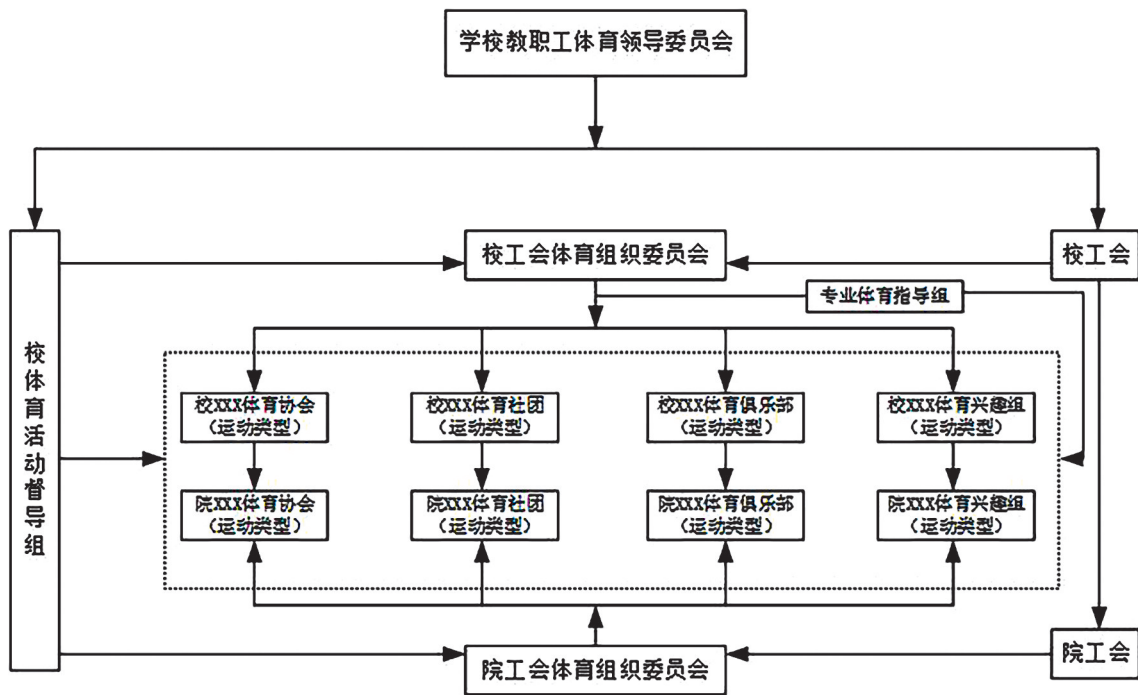 学校教职工体育领导委员会
校工会体育组织委员会
校工会
专业体育指导组
校体育活动督导组
校XXX体育协会
（运动类型）
校XXX体育社团
（运动类型）
校XXX体育俱乐部
（运动类型）
校XXX体育兴趣组
（运动类型）
院XXX体育协会
（运动类型）
院XXX体育社团
（运动类型）
院XXX体育俱乐部
（运动类型）
院XXX体育兴趣组
（运动类型）
院工会体育组织委员会
院工会